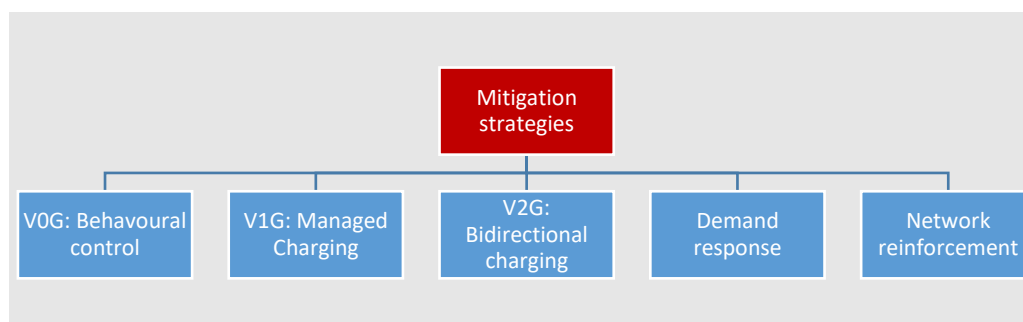 Mitigation
strategies
V0G: Behavoural
control
V1G: Managed
Charging
V2G:
Bidirectional
charging
Demand
response
Network
reinforcement